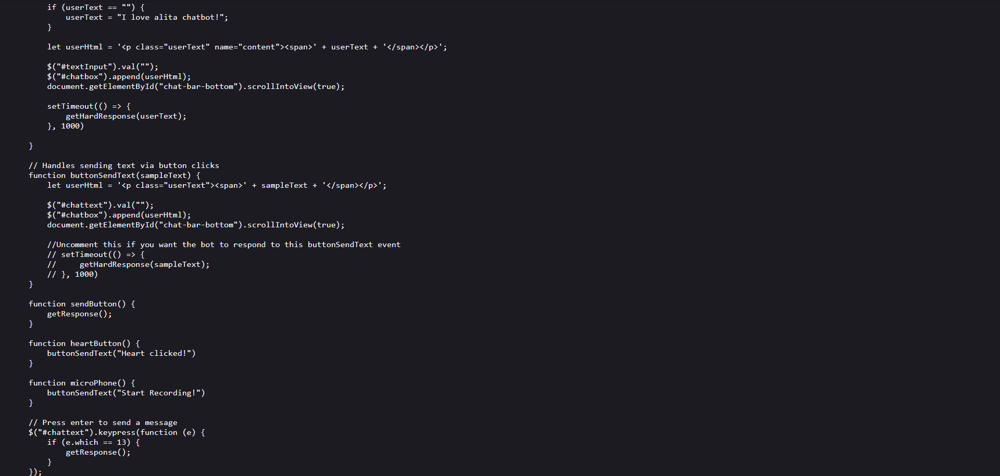 if (userText == "") {
userText = "I love alita chatbot!";
}
let userHtml = '<p class="userText" name="content"><span>' + userText + '</span></p>';
$("#textInput").val("");
$("#chatbox").append(userHtml);
document.getElementById("chat-bar-bottom").scrollIntoView(true);
setTimeout(() => {
getHardResponse(userText);
}, 1000)
}
// Handles sending text via button clicks
function buttonSendText(sampleText) {
let userHtml = '<p class="userText"><span>' + sampleText + '</span></p>';
$("#chattext").val("");
$("#chatbox").append(userHtml);
document.getElementById("chat-bar-bottom").scrollIntoView(true);
//Uncomment this if you want the bot to respond to this buttonSendText event
// setTimeout(() => {
//     getHardResponse(sampleText);
// }, 1000)
}
function sendButton() {
getResponse();
}
function heartButton() {
buttonSendText("Heart clicked!")
}
function microPhone() {
buttonSendText("Start Recording!")
}
// Press enter to send a message
$("#chattext").keypress(function (e) {
if (e.which == 13) {
getResponse();
}
});